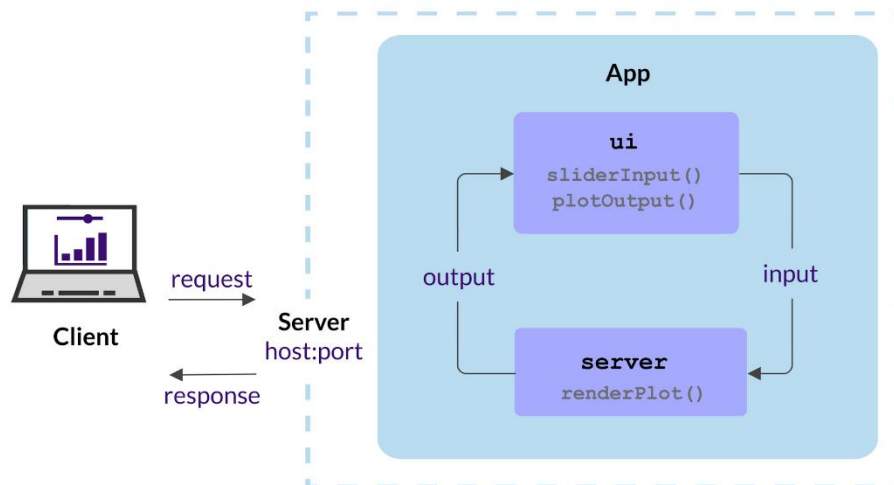 App
ui
sliderInput()
plotOutput()
request
output
input
Client
Server
host:port
server
renderPlot()
response